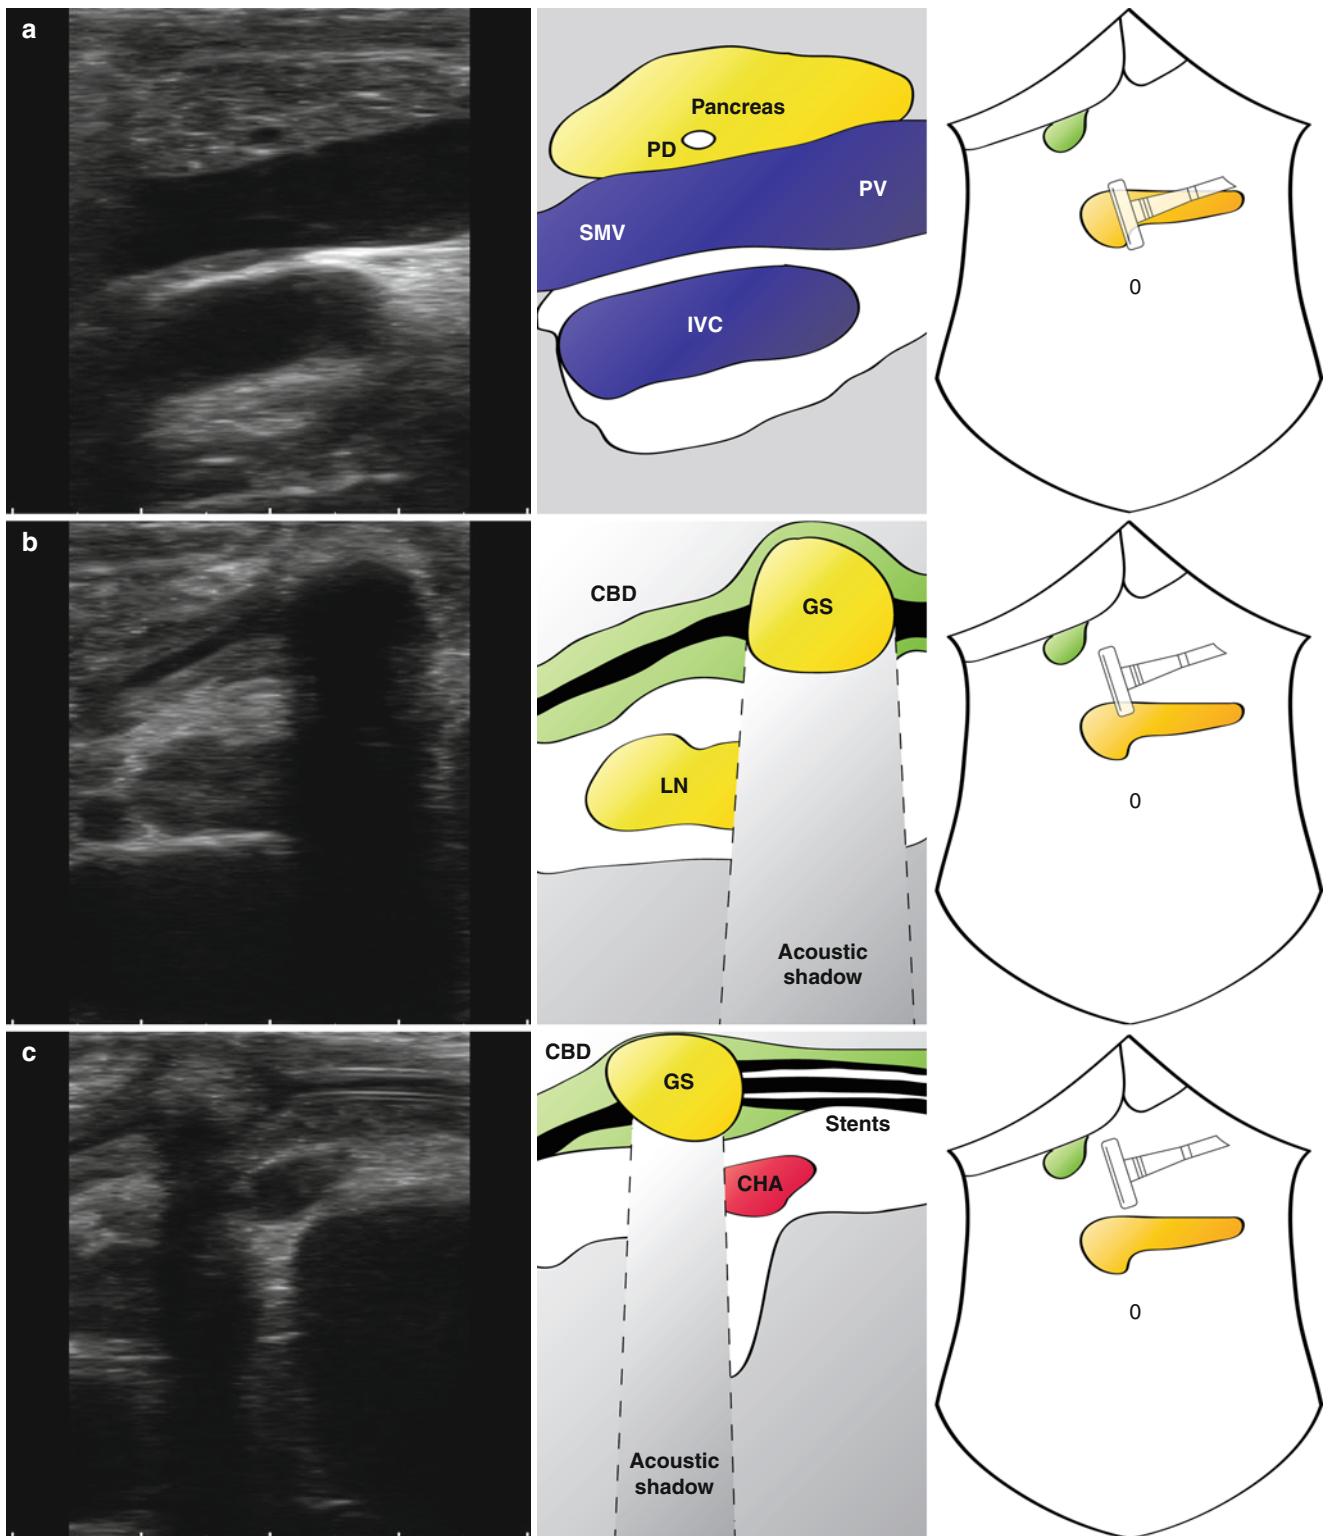 a
Pancreas
PD
PV
SMV
IVC
0
b
CBD
GS
LN
Acoustic
shadow
0
c
CBD
GS
Stents
CHA
Acoustic
shadow
0